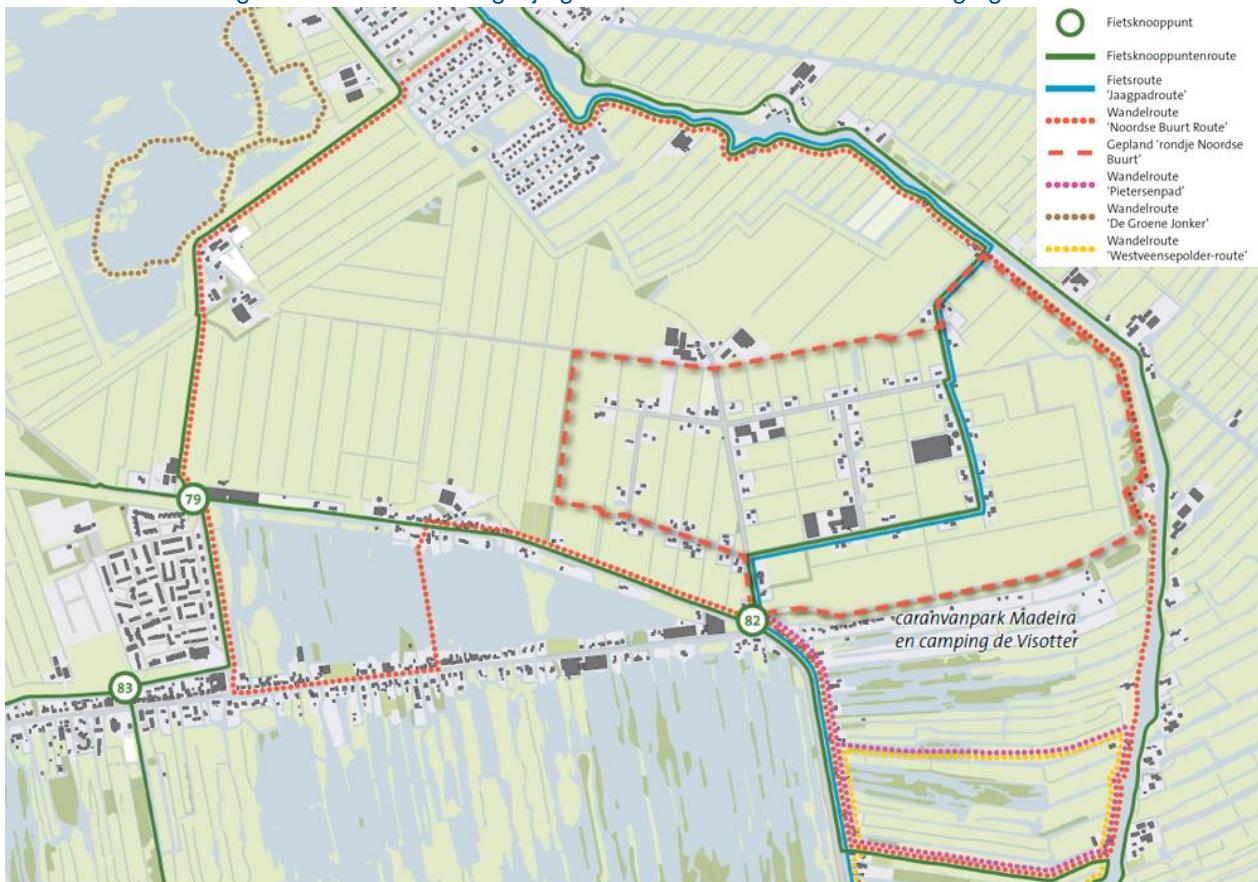 Fietsknooppunt
Fietsknooppuntenroute
Fietsroute
'Jaagpadroute'
Wandelroute
'Noordse Buurt Route'
Gepland 'rondje Noordse
Buurt'
Wandelroute
'Pietersenpad'
Wandelroute
'De Groene Jonker'
Wandelroute
'Westveensepolder-route'
79
82
caranvanpark Madeira
en camping de Visotter
83